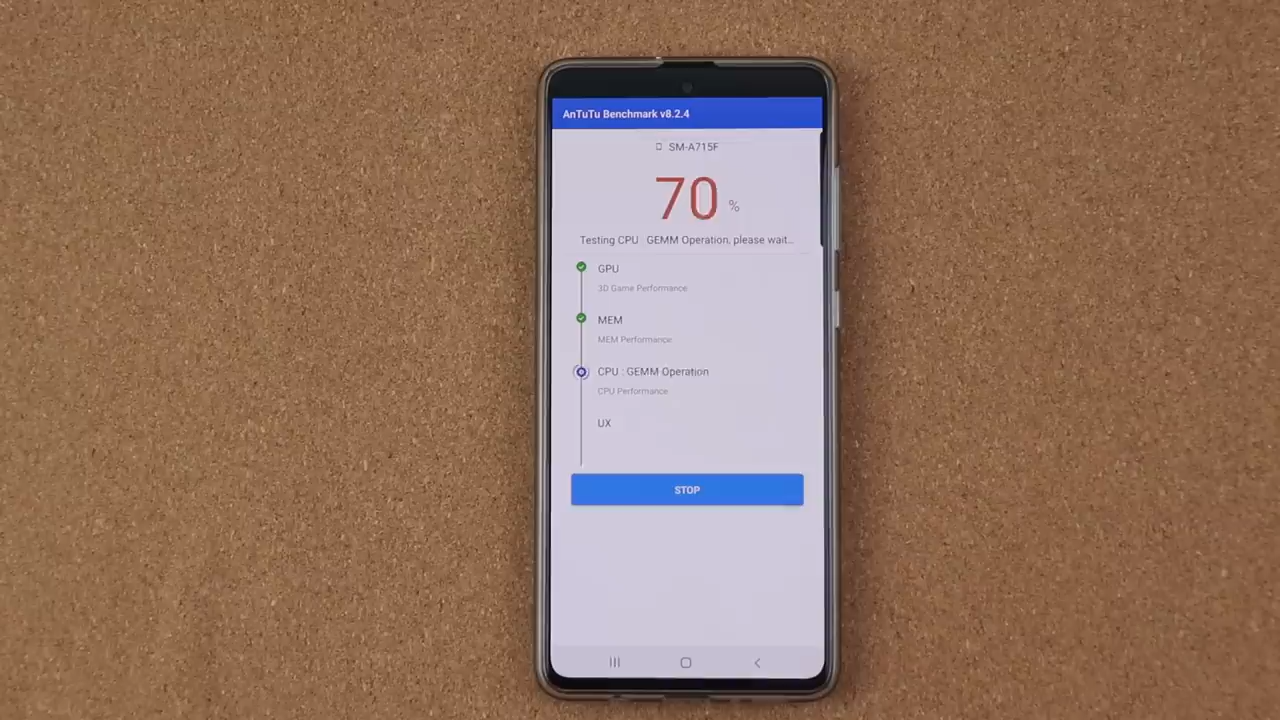 AnTuTu Benchmark v8.2.4
SM-A715F
70 %
Testing CPU : GEMM Operation, please wait...
GPU
3D Game Performance
MEM
MEM Performance
CPU : GEMM Operation
CPU Performance
UX
STOP